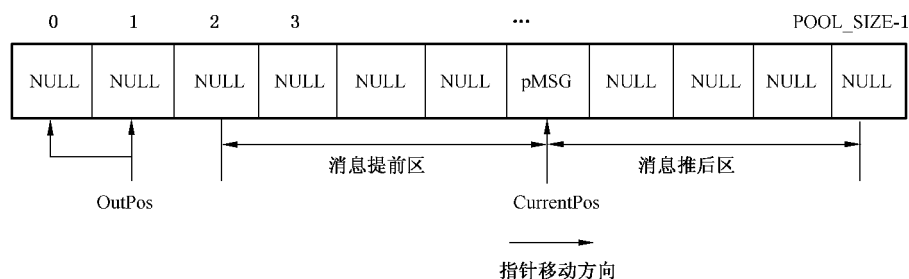 0 1 2 3 … POOL_SIZE-1
NULL NULL NULL NULL NULL NULL pMSG NULL NULL NULL NULL
消息提前区 消息推后区
OutPos CurrentPos
指针移动方向